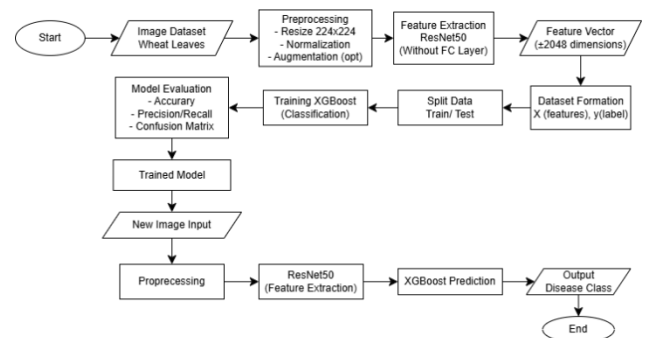 Start
Image Dataset
Wheat Leaves
Preprocessing
- Resize 224x224
- Normalization
- Augmentation (opt)
Feature Extraction
ResNet50
(Without FC Layer)
Feature Vector
(±2048 dimensions)
Dataset Formation
X (features), y(label)
Split Data
Train/ Test
Training XGBoost
(Classification)
Model Evaluation
- Accurary
- Precision/Recall
- Confusion Matrix
Trained Model
New Image Input
Proprecessing
ResNet50
(Feature Extraction)
XGBoost Prediction
Output
Disease Class
End